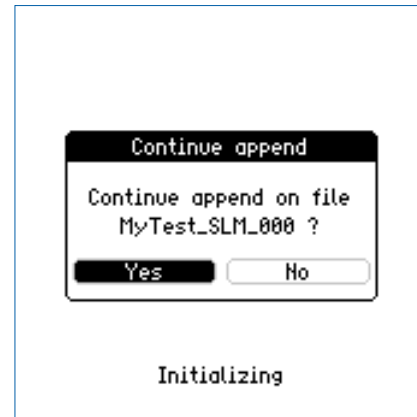 Continue append
Continue append on file
MyTest_SLM_000 ?
Yes No
Initializing